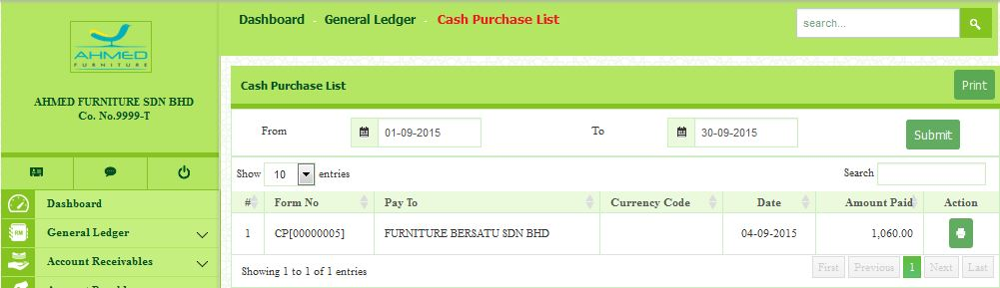 AHMED
FURNITURE
AHMED FURNITURE SDN BHD
Co. No.9999-T
Dashboard
General Ledger
Account Receivables
Dashboard - General Ledger - Cash Purchase List
search...
Cash Purchase List
Print
From 01-09-2015 To 30-09-2015 Submit
Show 10 entries Search
# Form No Pay To Currency Code Date Amount Paid Action
1 CP[00000005] FURNITURE BERSATU SDN BHD 04-09-2015 1,060.00
Showing 1 to 1 of 1 entries
First Previous 1 Next Last